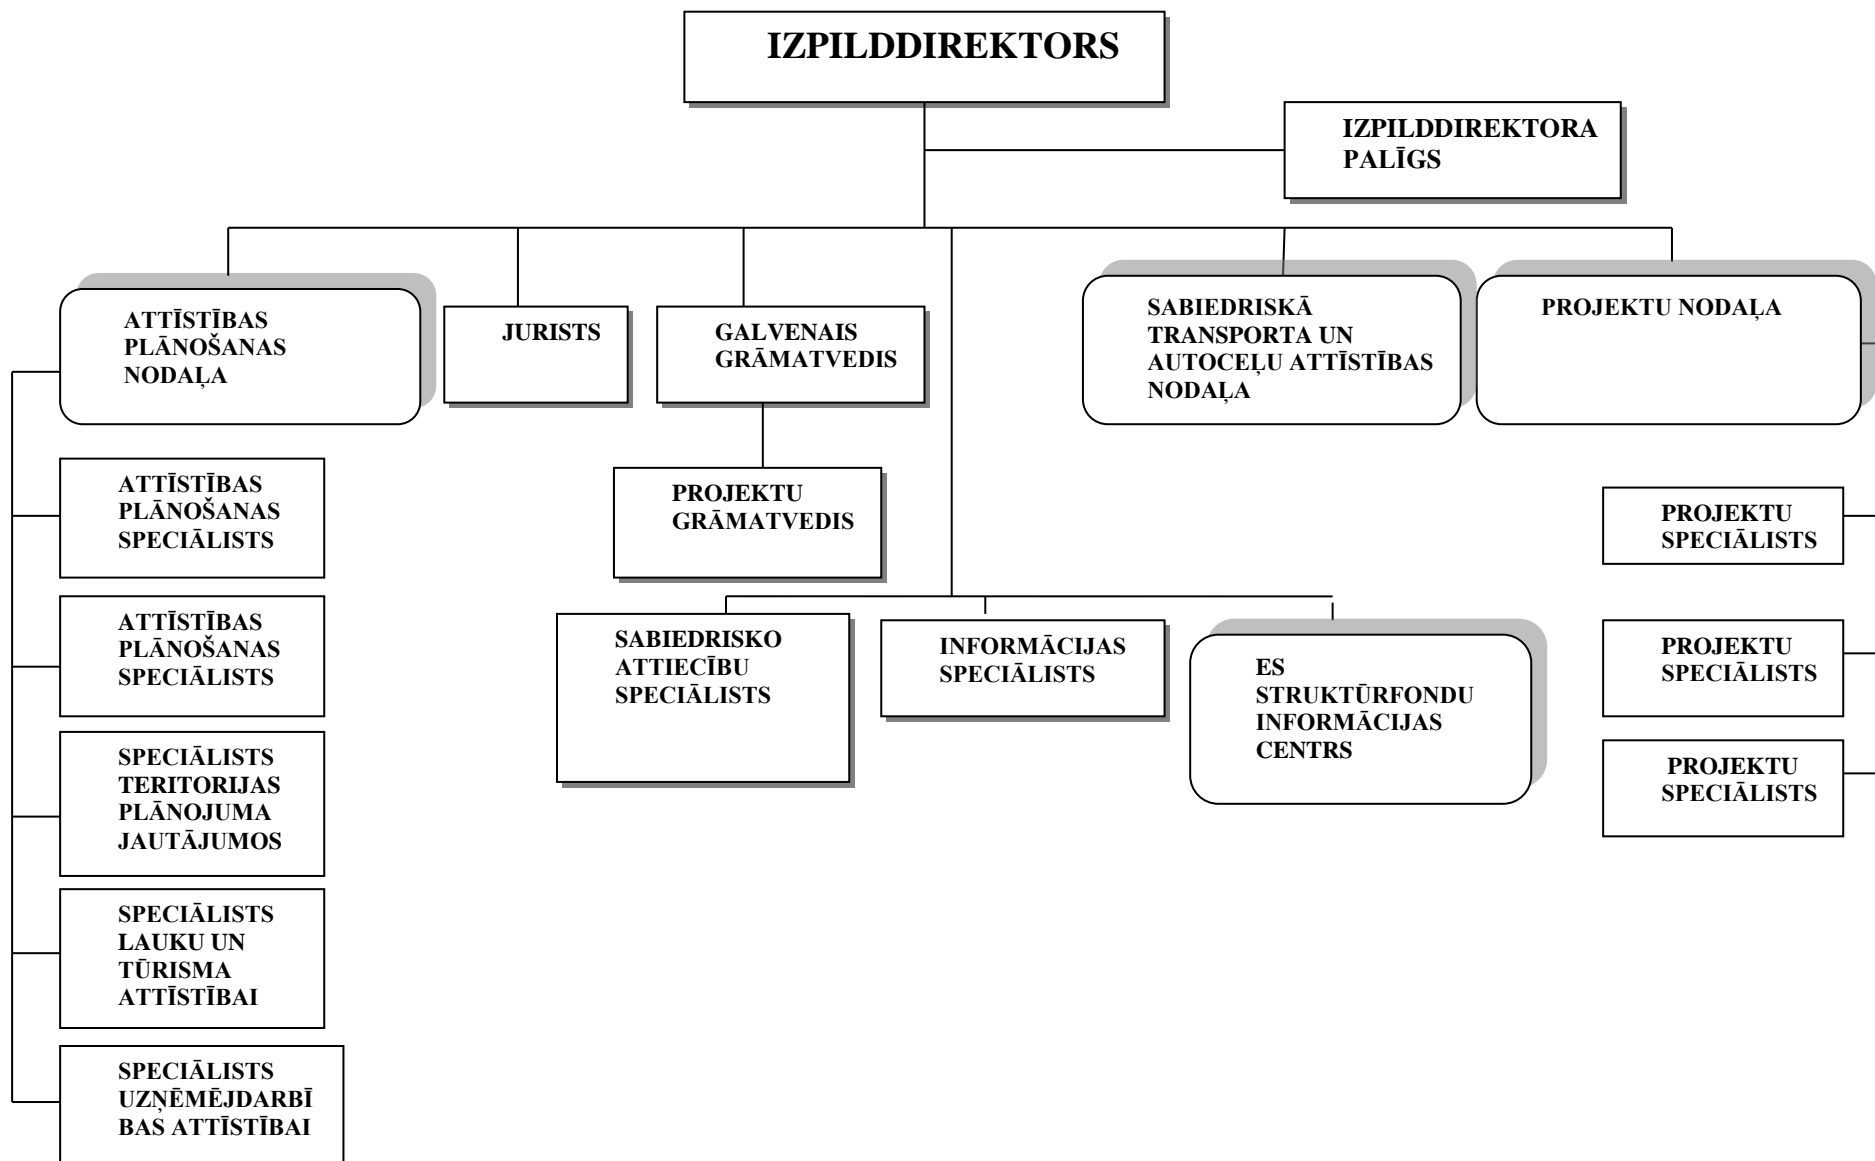 IZPILDDIREKTORS
IZPILDDIREKTORA
PALĪGS
ATTĪSTĪBAS
PLĀNOŠANAS
NODAĻA
JURISTS
GALVENAIS
GRĀMATVEDIS
SABIEDRISKĀ
TRANSPORTA UN
AUTOCEĻU ATTĪSTĪBAS
NODAĻA
PROJEKTU NODAĻA
ATTĪSTĪBAS
PLĀNOŠANAS
SPECIĀLISTS
PROJEKTU
GRĀMATVEDIS
PROJEKTU
SPECIĀLISTS
ATTĪSTĪBAS
PLĀNOŠANAS
SPECIĀLISTS
SABIEDRISKO
ATTIECĪBU
SPECIĀLISTS
INFORMĀCIJAS
SPECIĀLISTS
ES
STRUKTŪRFONDU
INFORMĀCIJAS
CENTRS
PROJEKTU
SPECIĀLISTS
SPECIĀLISTS
TERITORIJAS
PLĀNOJUMA
JAUTĀJUMOS
PROJEKTU
SPECIĀLISTS
SPECIĀLISTS
LAUKU UN
TŪRISMA
ATTĪSTĪBAI
SPECIĀLISTS
UZŅĒMĒJDARBĪ
BAS ATTĪSTĪBAI